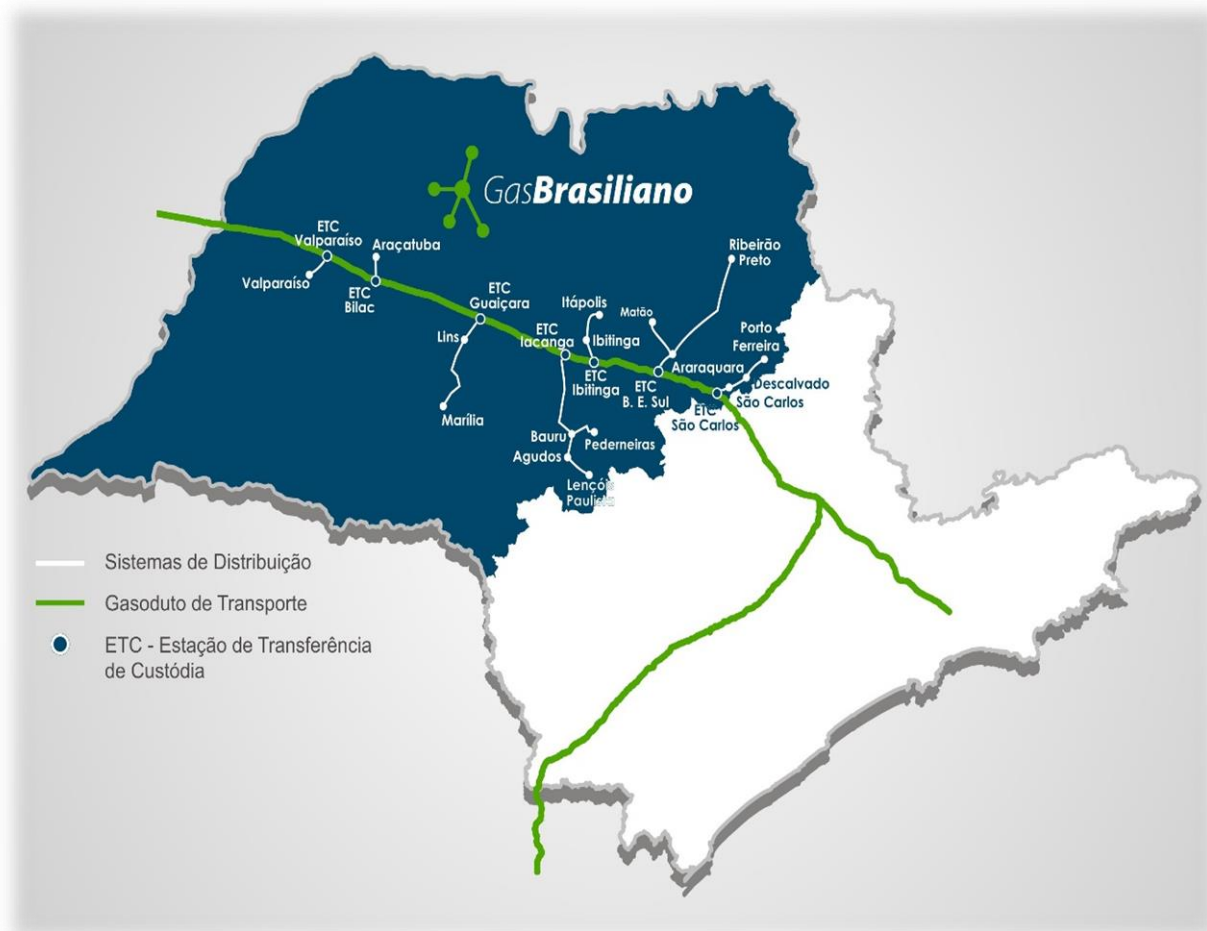 GasBrasiliano
ETC
Valparaíso
Araçatuba
Valparaíso
ETC
Bilac
ETC
Guaiçara
Lins
Marília
ETC
Iacanga
Itápolis
Ibitinga
ETC
Ibitinga
Bauru
Pederneiras
Agudos
Lençóis
Paulista
Ribeirão
Preto
Matão
Araraquara
ETC
B. E. Sul
Porto
Ferreira
Descalvado
São Carlos
ETC
São Carlos
Sistemas de Distribuição
Gasoduto de Transporte
ETC - Estação de Transferência
de Custódia